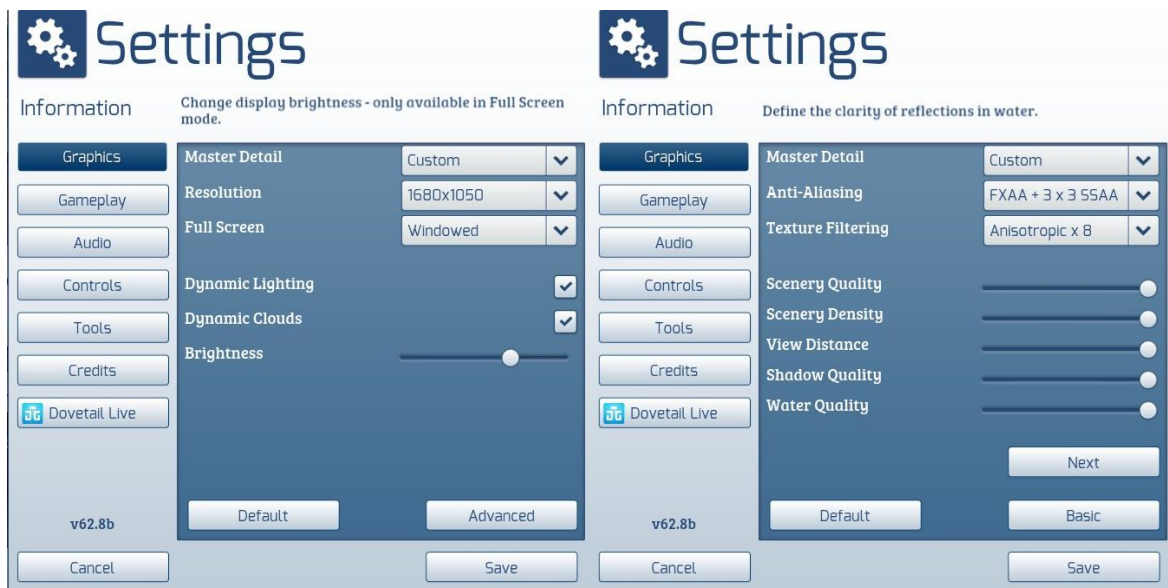 Settings
Information
Change display brightness - only available in Full Screen
mode.
Graphics
Gameplay
Audio
Controls
Tools
Credits
Dovetail Live
v62.8b
Cancel
Master Detail Custom
Resolution 1680x1050
Full Screen Windowed
Dynamic Lighting
Dynamic Clouds
Brightness
Default Advanced
Save
Settings
Information
Define the clarity of reflections in water.
Graphics
Gameplay
Audio
Controls
Tools
Credits
Dovetail Live
v62.8b
Cancel
Master Detail Custom
Anti-Aliasing FXAA + 3 x 3 SSAA
Texture Filtering Anisotropic x 8
Scenery Quality
Scenery Density
View Distance
Shadow Quality
Water Quality
Next
Default Basic
Save